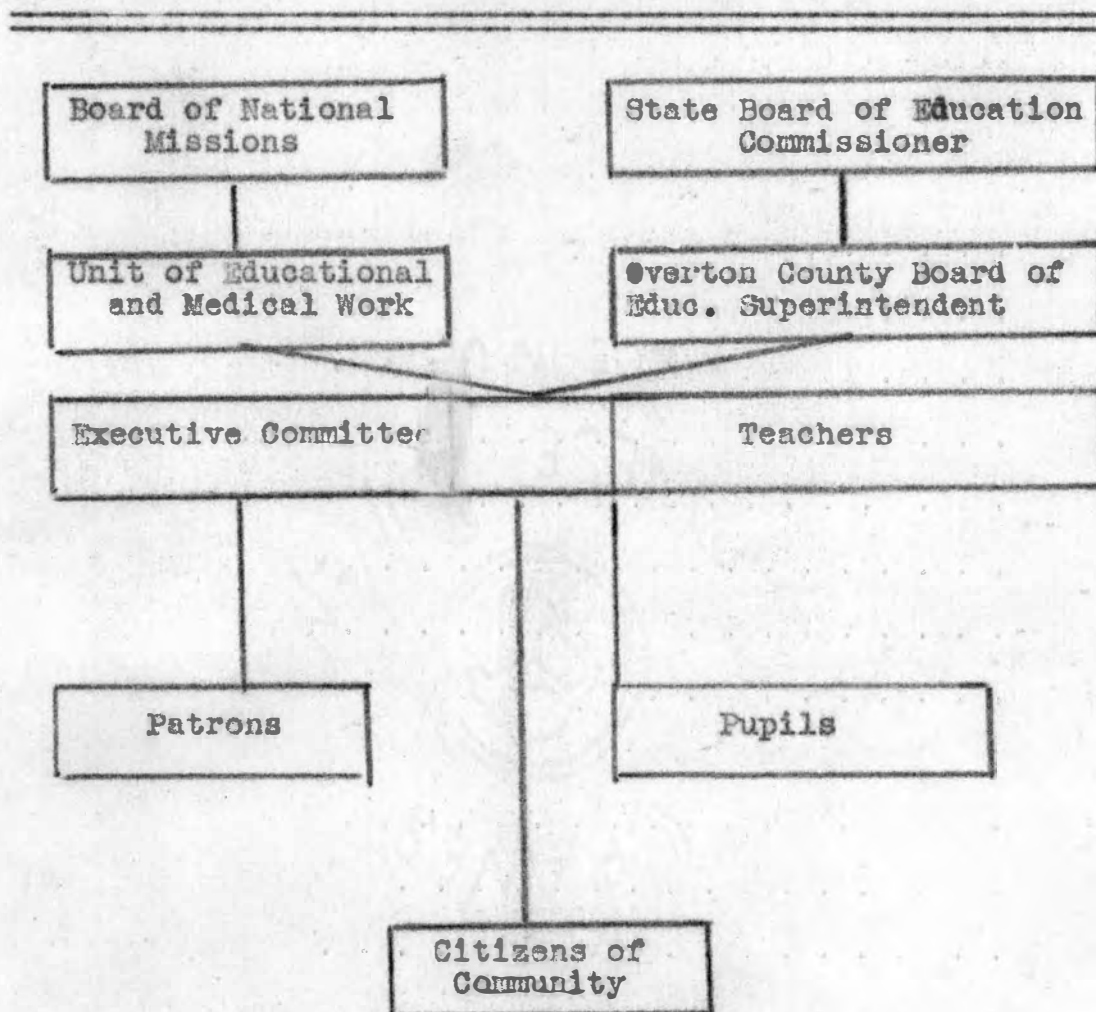 Board of National
Missions
State Board of Education
Commissioner
Unit of Educational
and Medical Work
Overton County Board of
Educ. Superintendent
Executive Committee
Teachers
Patrons
Pupils
Citizens of
Community